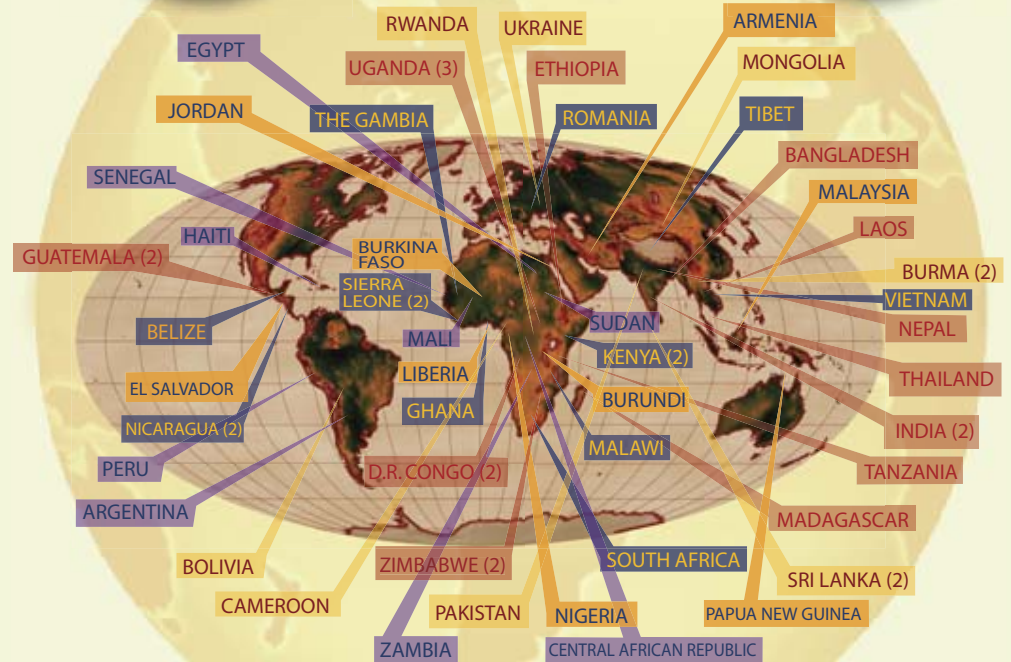 RWANDA
UKRAINE
ARMENIA
EGYPT
UGANDA (3)
ETHIOPIA
MONGOLIA
JORDAN
THE GAMBIA
ROMANIA
TIBET
BANGLADESH
SENEGAL
MALAYSIA
HAITI
LAOS
GUATEMALA (2)
BURKINA
FASO
BURMA (2)
SIERRA
LEONE (2)
VIETNAM
BELIZE
MALI
SUDAN
NEPAL
KENYA (2)
EL SALVADOR
LIBERIA
THAILAND
GHANA
BURUNDI
NICARAGUA (2)
INDIA (2)
MALAWI
PERU
D.R. CONGO (2)
TANZANIA
ARGENTINA
MADAGASCAR
BOLIVIA
ZIMBABWE (2)
SOUTH AFRICA
SRI LANKA (2)
CAMEROON
PAKISTAN
NIGERIA
PAPUA NEW GUINEA
ZAMBIA
CENTRAL AFRICAN REPUBLIC